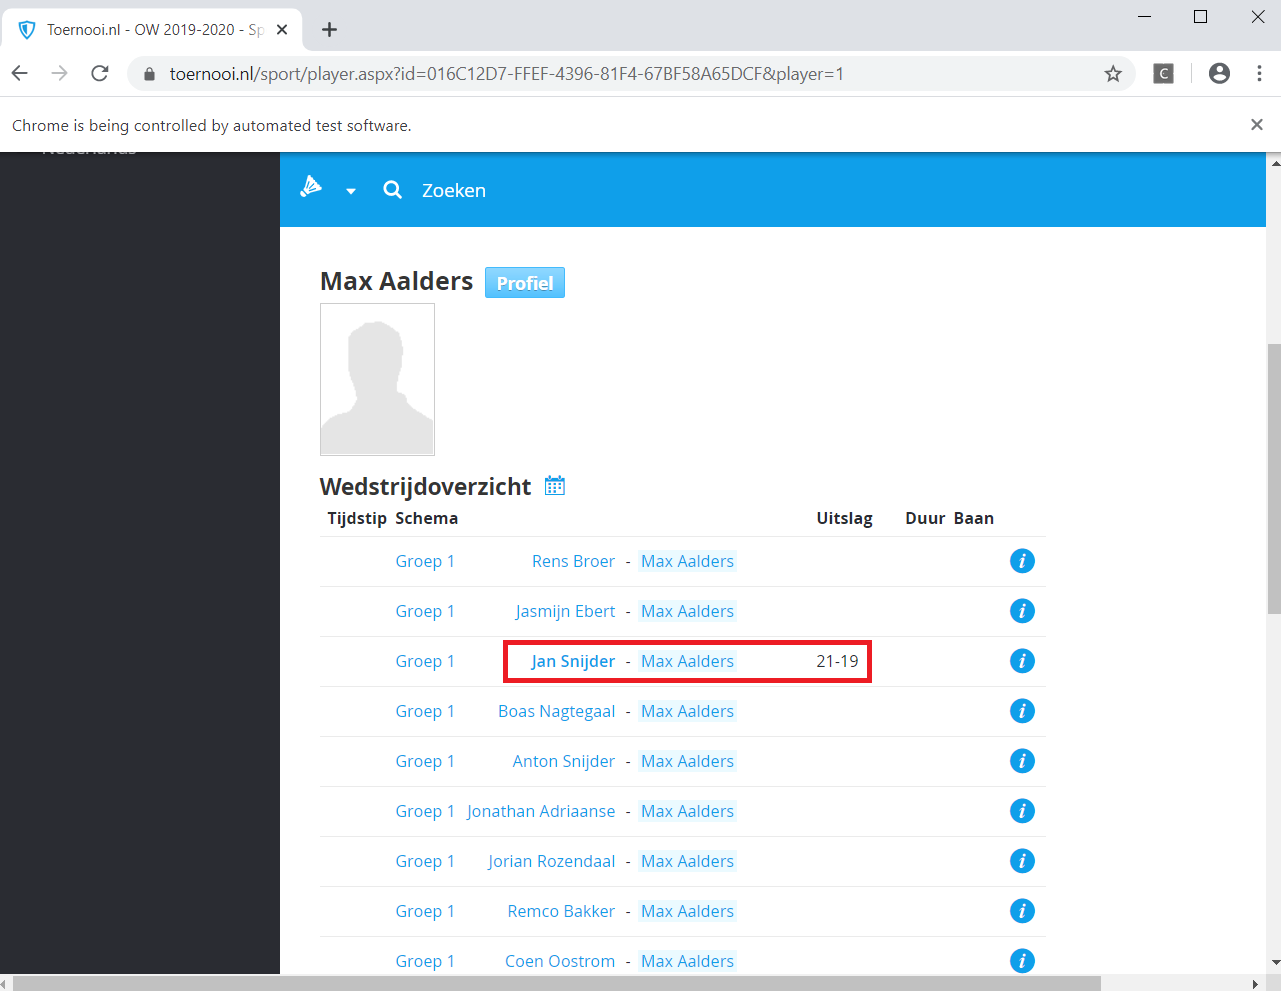 Toernooi.nl - OW 2019-2020 - Sp
toernooi.nl/sport/player.aspx?id=016C12D7-FFEF-4396-81F4-67BF58A65DCF&player=1
C
Chrome is being controlled by automated test software.
Nederlands
Zoeken
Max Aalders Profiel
Wedstrijdoverzicht
Tijdstip Schema Uitslag Duur Baan
Groep 1 Rens Broer - Max Aalders i
Groep 1 Jasmijn Ebert - Max Aalders i
Groep 1 Jan Snijder - Max Aalders 21-19 i
Groep 1 Boas Nagtegaal - Max Aalders i
Groep 1 Anton Snijder - Max Aalders i
Groep 1 Jonathan Adriaanse - Max Aalders i
Groep 1 Jorian Rozendaal - Max Aalders i
Groep 1 Remco Bakker - Max Aalders i
Groep 1 Coen Oostrom - Max Aalders i